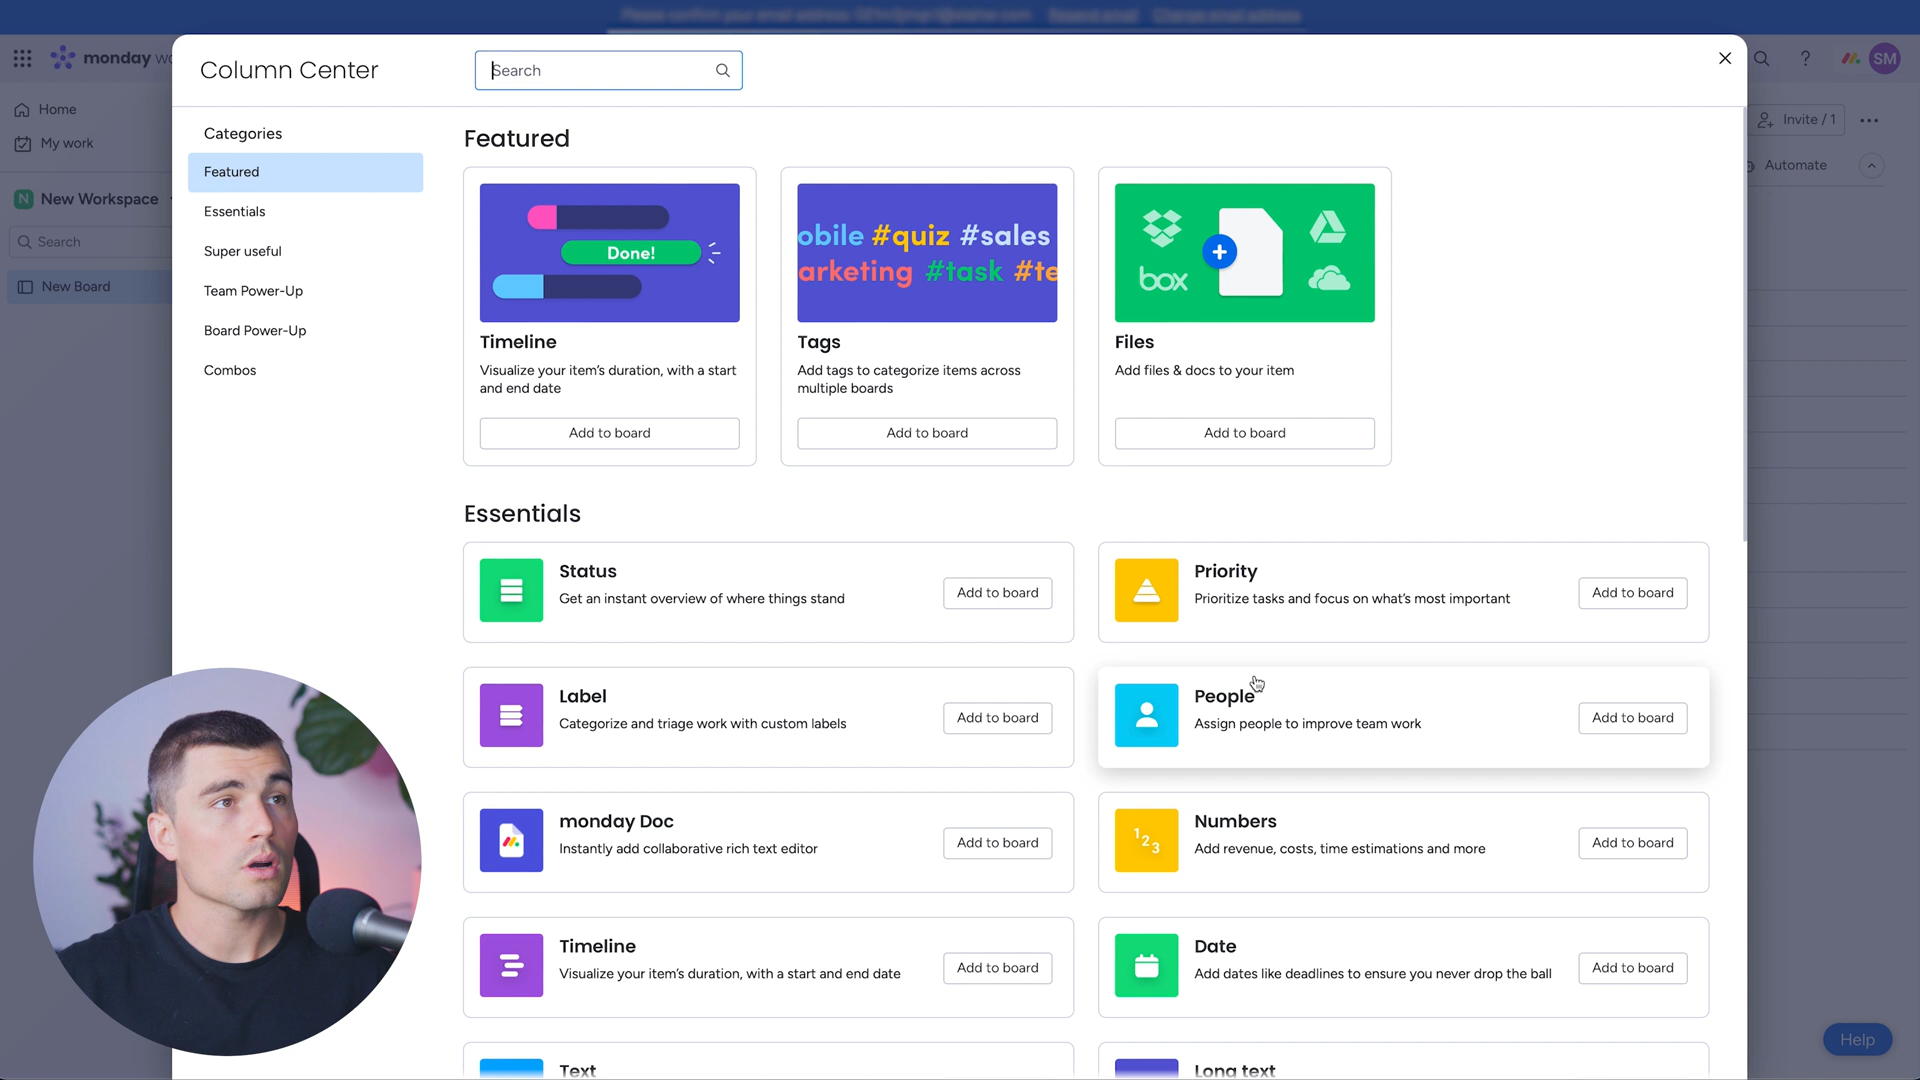 monday
Column Center
Search
SM
Home
My work
Invite / 1
Automate
N New Workspace
Search
New Board
Categories
Featured
Essentials
Super useful
Team Power-Up
Board Power-Up
Combos
Featured
Done!
obile #quiz #sales
arketing #task #te
box
Timeline
Visualize your item's duration, with a start
and end date
Add to board
Tags
Add tags to categorize items across
multiple boards
Add to board
Files
Add files & docs to your item
Add to board
Essentials
Status
Get an instant overview of where things stand
Add to board
Priority
Prioritize tasks and focus on what's most important
Add to board
Label
Categorize and triage work with custom labels
Add to board
People
Assign people to improve team work
Add to board
monday Doc
Instantly add collaborative rich text editor
Add to board
1 2 3
Numbers
Add revenue, costs, time estimations and more
Add to board
Timeline
Visualize your item's duration, with a start and end date
Add to board
Date
Add dates like deadlines to ensure you never drop the ball
Add to board
Text
Long text
Help